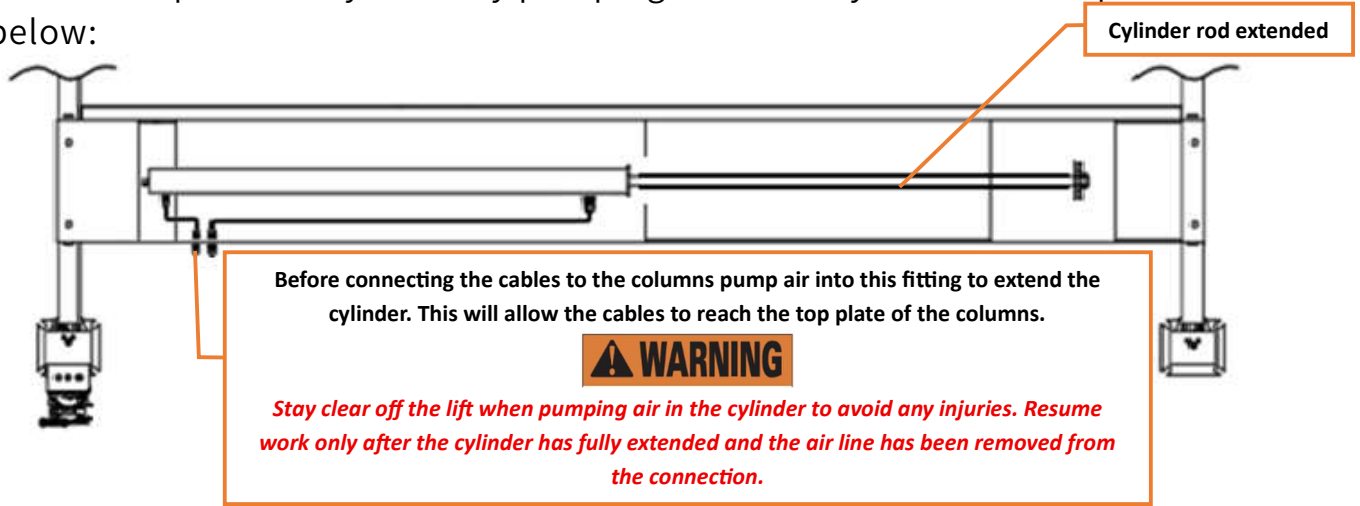 below:
Cylinder rod extended
Before connecting the cables to the columns pump air into this fitting to extend the
cylinder. This will allow the cables to reach the top plate of the columns.
WARNING
Stay clear off the lift when pumping air in the cylinder to avoid any injuries. Resume
work only after the cylinder has fully extended and the air line has been removed from
the connection.